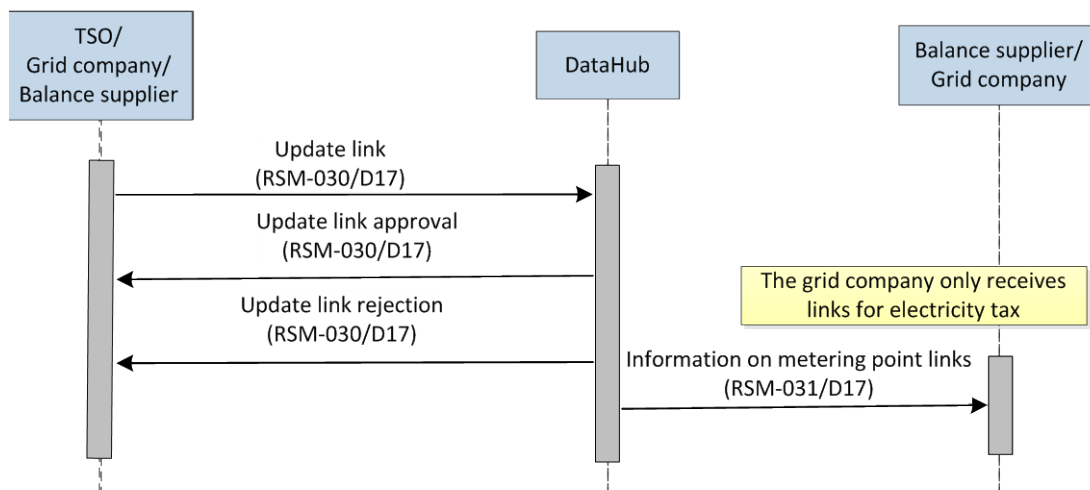 TSO/
Grid company/
Balance supplier
DataHub
Balance supplier/
Grid company
Update link
(RSM-030/D17)
Update link approval
(RSM-030/D17)
The grid company only receives
links for electricity tax
Update link rejection
(RSM-030/D17)
Information on metering point links
(RSM-031/D17)